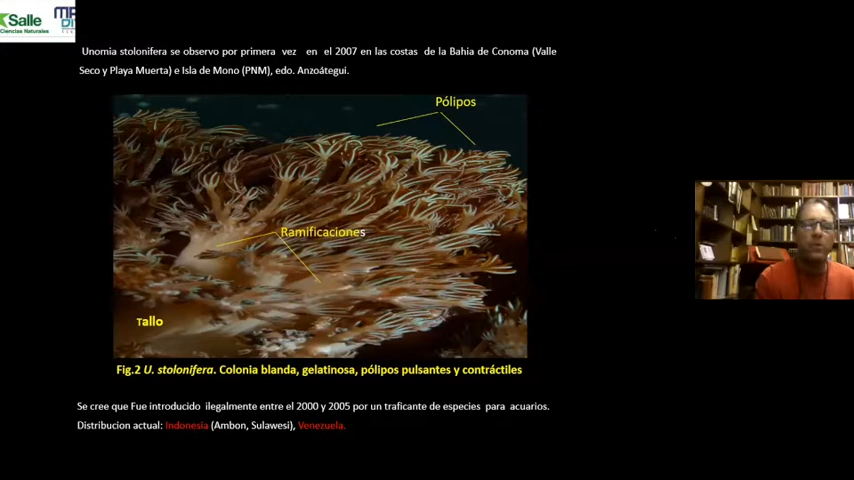 Salle
Ciencias Naturales
Unomia stolonifera se observo por primera vez en el 2007 en las costas de la Bahia de Conoma (Valle
Seco y Playa Muerta) e Isla de Mono (PNM), edo. Anzoátegui.
Pólipos
Ramificaciones
Tallo
Fig.2 U. stolonifera. Colonia blanda, gelatinosa, pólipos pulsantes y contráctiles
Se cree que Fue introducido ilegalmente entre el 2000 y 2005 por un traficante de especies para acuarios.
Distribucion actual: Indonesia (Ambon, Sulawesi), Venezuela.